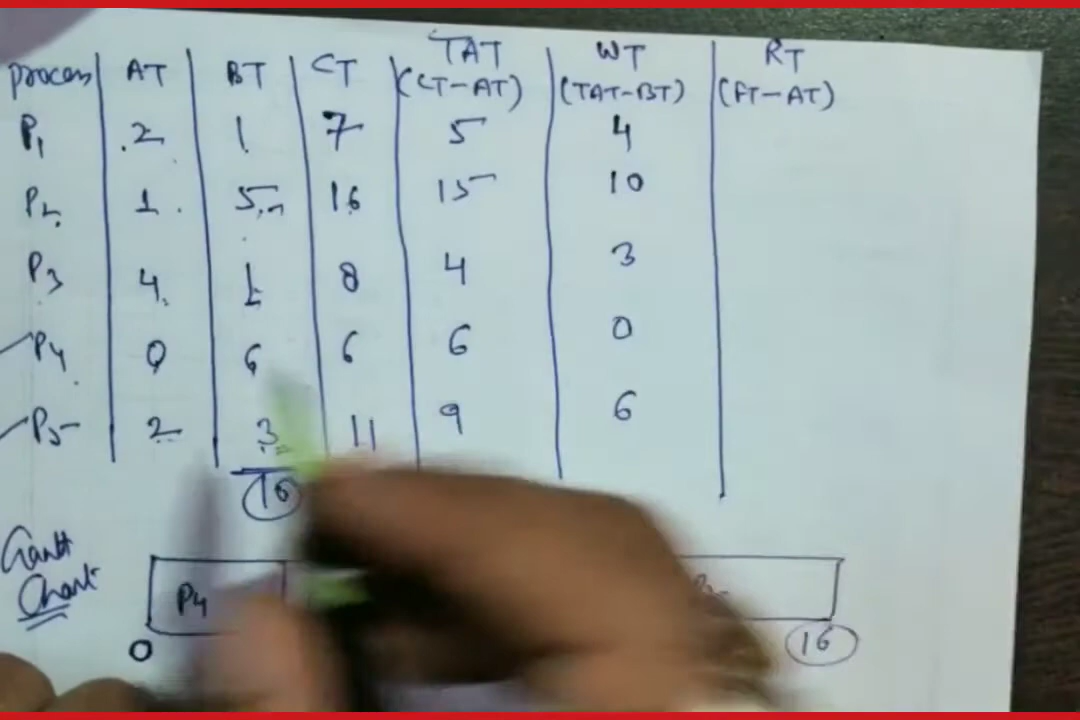 Process AT BT CT TAT WT RT
(CT-AT) (TAT-BT) (FT-AT)
P1 2 1 7 5 4
P2 1 5 16 15 10
P3 4 1 8 4 3
P4 0 6 6 6 0
P5 2 3 11 9 6
16
Gantt
Chart
P4
0 16